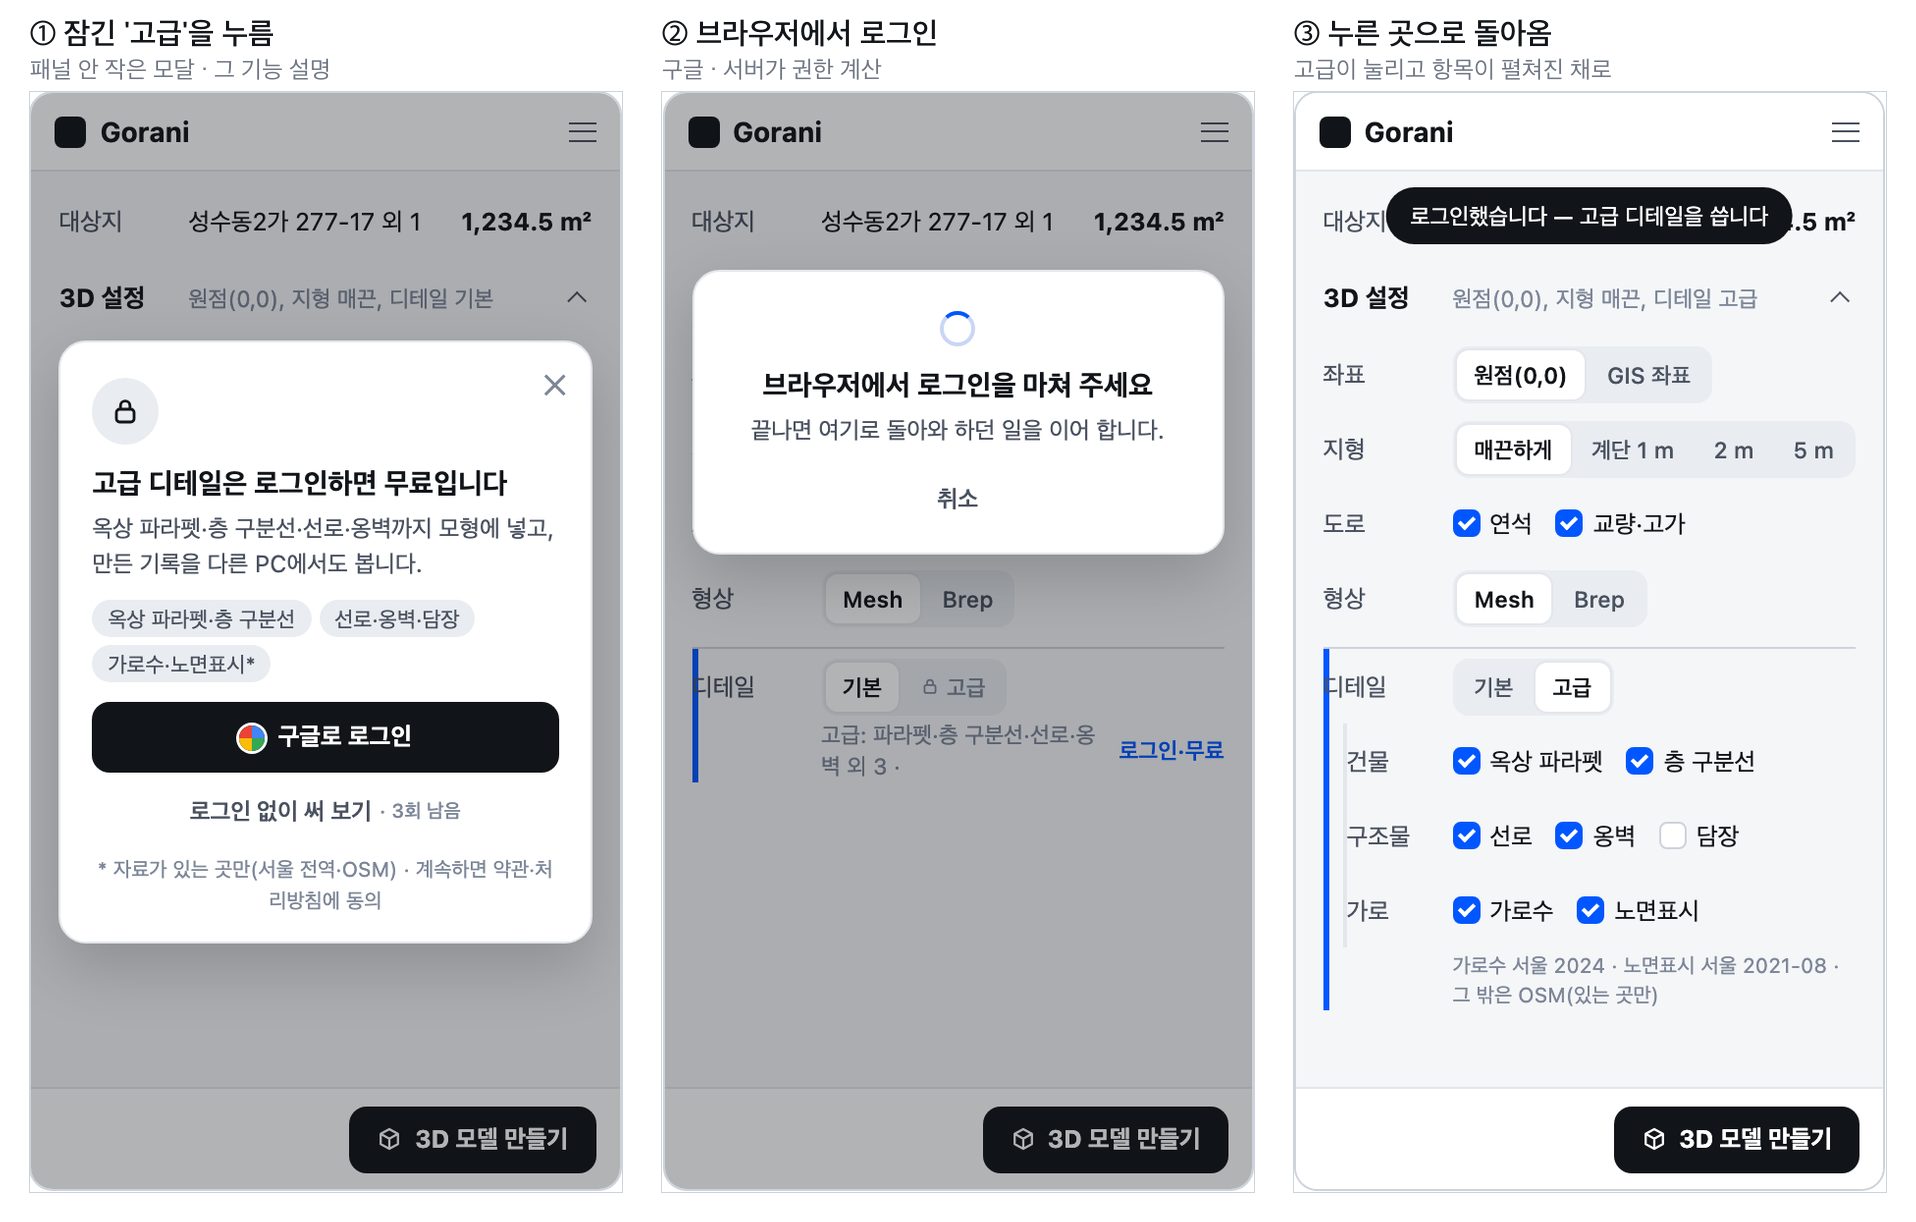 ① 잠긴 '고급'을 누름
패널 안 작은 모달 · 그 기능 설명
Gorani
대상지 성수동2가 277-17 외 1 1,234.5 m²
3D 설정 원점(0,0), 지형 매끈, 디테일 기본
고급 디테일은 로그인하면 무료입니다
옥상 파라펫·층 구분선·선로·옹벽까지 모형에 넣고,
만든 기록을 다른 PC에서도 봅니다.
옥상 파라펫·층 구분선 선로·옹벽·담장
가로수·노면표시*
구글로 로그인
로그인 없이 써 보기 · 3회 남음
* 자료가 있는 곳만(서울 전역·OSM) · 계속하면 약관·처
리방침에 동의
3D 모델 만들기
② 브라우저에서 로그인
구글 · 서버가 권한 계산
Gorani
대상지 성수동2가 277-17 외 1 1,234.5 m²
브라우저에서 로그인을 마쳐 주세요
끝나면 여기로 돌아와 하던 일을 이어 합니다.
취소
형상 Mesh Brep
디테일 기본 고급
고급: 파라펫·층 구분선·선로·옹
벽 외 3 ·
로그인·무료
3D 모델 만들기
③ 누른 곳으로 돌아옴
고급이 눌리고 항목이 펼쳐진 채로
Gorani
대상지 .5 m²
로그인했습니다 — 고급 디테일을 씁니다
3D 설정 원점(0,0), 지형 매끈, 디테일 고급
좌표 원점(0,0) GIS 좌표
지형 매끈하게 계단 1 m 2 m 5 m
도로 연석 교량·고가
형상 Mesh Brep
디테일 기본 고급
건물 옥상 파라펫 층 구분선
구조물 선로 옹벽 담장
가로 가로수 노면표시
가로수 서울 2024 · 노면표시 서울 2021-08 ·
그 밖은 OSM(있는 곳만)
3D 모델 만들기